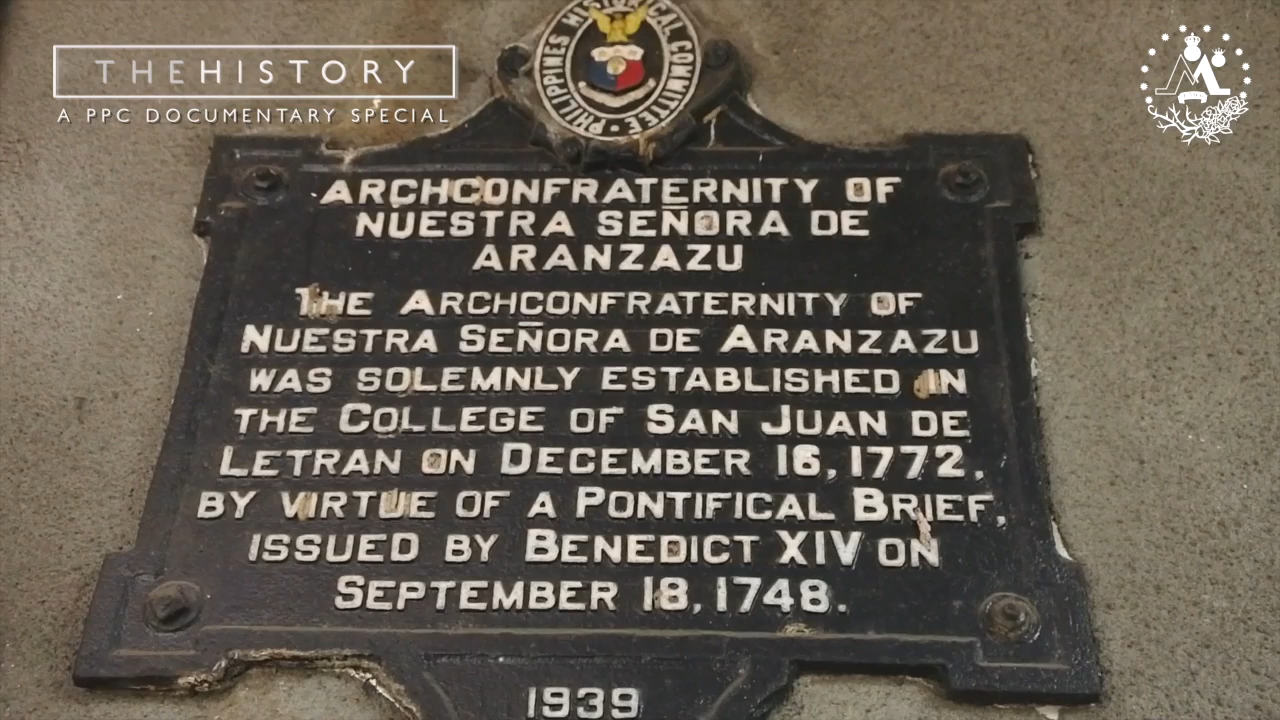 THEHISTORY
A PPC DOCUMENTARY SPECIAL
PHILIPPINES HISTORICAL COMMITTEE
ARCHCONFRATERNITY OF
NUESTRA SEÑORA DE
ARANZAZU
THE ARCHCONFRATERNITY OF
NUESTRA SEÑORA DE ARANZAZU
WAS SOLEMNLY ESTABLISHED IN
THE COLLEGE OF SAN JUAN DE
LETRAN ON DECEMBER 16, 1772,
BY VIRTUE OF A PONTIFICAL BRIEF,
ISSUED BY BENEDICT XIV ON
SEPTEMBER 18, 1748.
1939